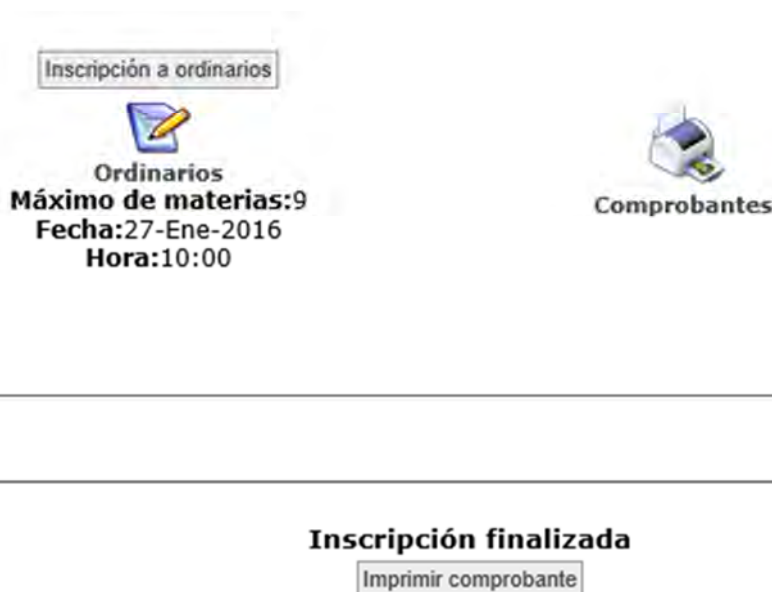 Inscripción a ordinarios
Ordinarios
Máximo de materias:9
Fecha:27-Ene-2016
Hora:10:00
Comprobantes
Inscripción finalizada
Imprimir comprobante